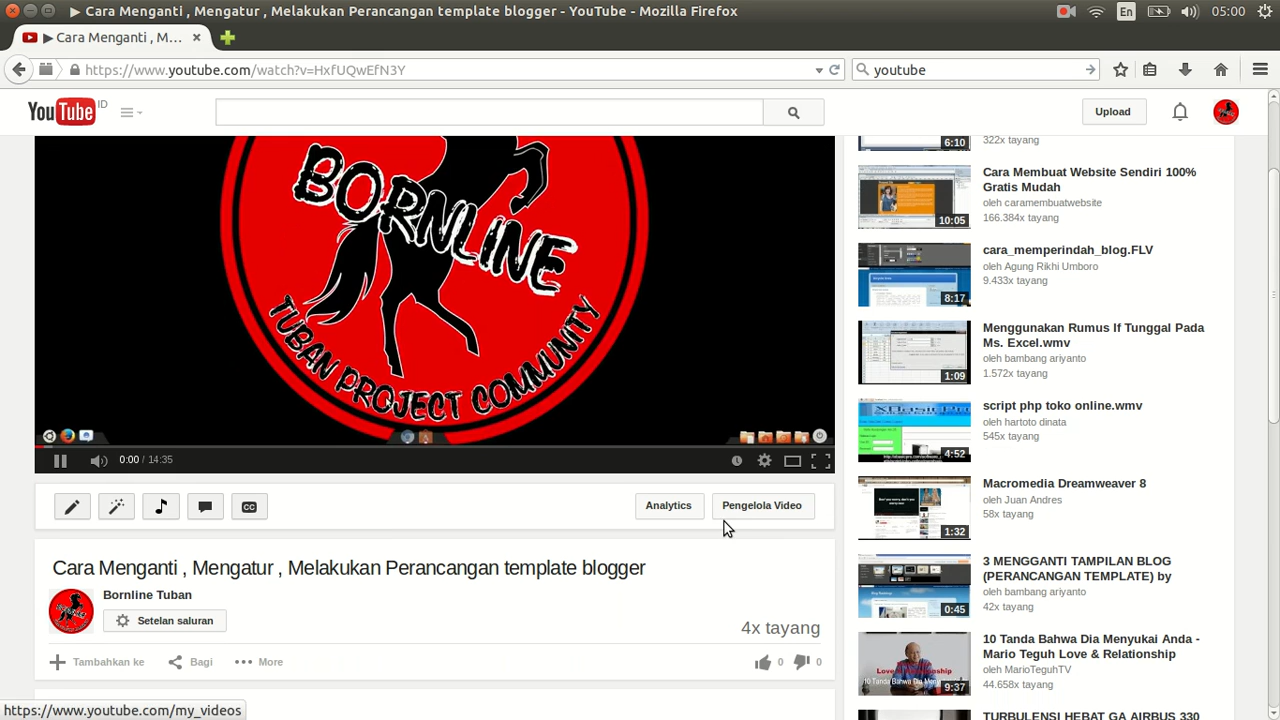 ▶ Cara Menganti , Mengatur , Melakukan Perancangan template blogger - YouTube - Mozilla Firefox
En
05:00
▶ Cara Menganti , M...
https://www.youtube.com/watch?v=HxfUQwEfN3Y
youtube
YouTube ID
Upload
BORNLINE
TUBAN PROJECT COMMUNITY
6:10
322x tayang
10:05
Cara Membuat Website Sendiri 100%
Gratis Mudah
oleh caramembuatwebsite
166.384x tayang
8:17
cara_memperindah_blog.FLV
oleh Agung Rikhi Umboro
9.433x tayang
1:09
Menggunakan Rumus If Tunggal Pada
Ms. Excel.wmv
oleh bambang ariyanto
1.572x tayang
4:52
script php toko online.wmv
oleh hartoto dinata
545x tayang
1:32
Macromedia Dreamweaver 8
oleh Juan Andres
58x tayang
0:45
3 MENGGANTI TAMPILAN BLOG
(PERANCANGAN TEMPLATE) by
oleh bambang ariyanto
42x tayang
9:37
10 Tanda Bahwa Dia Menyukai Anda -
Mario Teguh Love & Relationship
oleh MarioTeguhTV
44.658x tayang
TURBULENSI HEBAT GA AIRBUS 330
0:00 /
CC
Analytics
Pengelola Video
Cara Menganti , Mengatur , Melakukan Perancangan template blogger
Bornline Tuban
Setelan saluran
4x tayang
Tambahkan ke
Bagi
More
0
0
https://www.youtube.com/my_videos